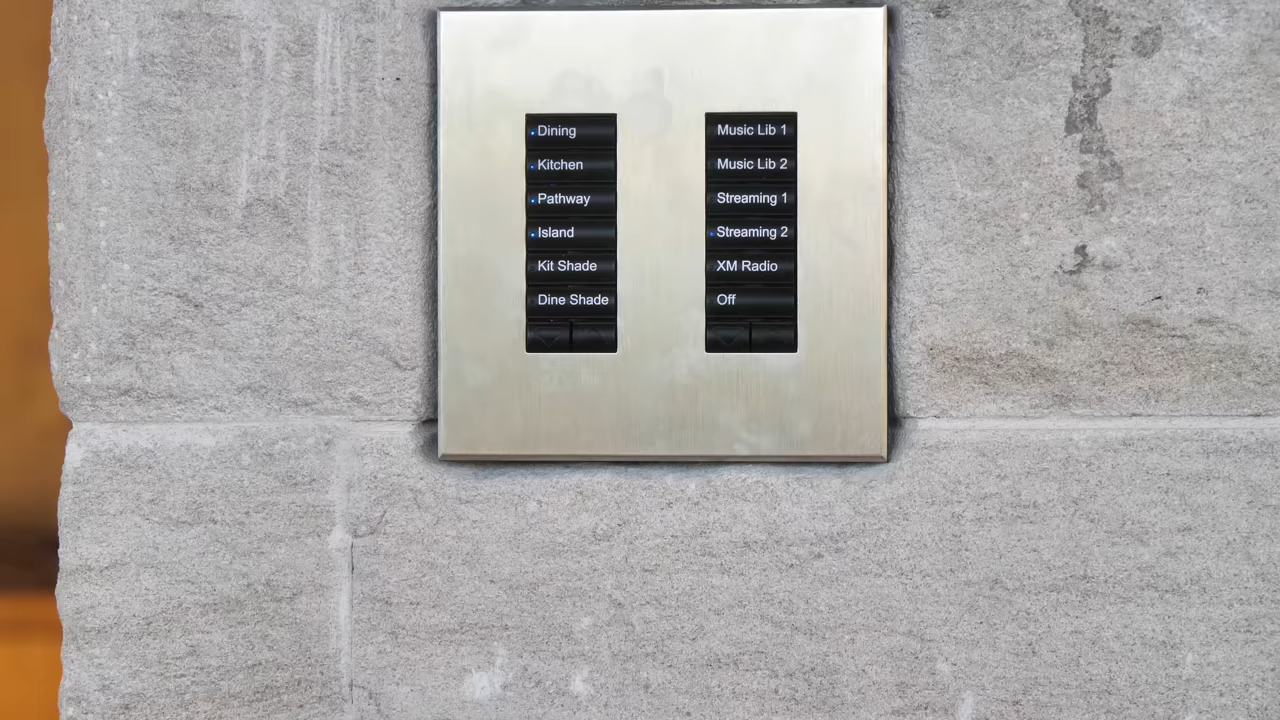 Dining
Kitchen
Pathway
Island
Kit Shade
Dine Shade
Music Lib 1
Music Lib 2
Streaming 1
Streaming 2
XM Radio
Off